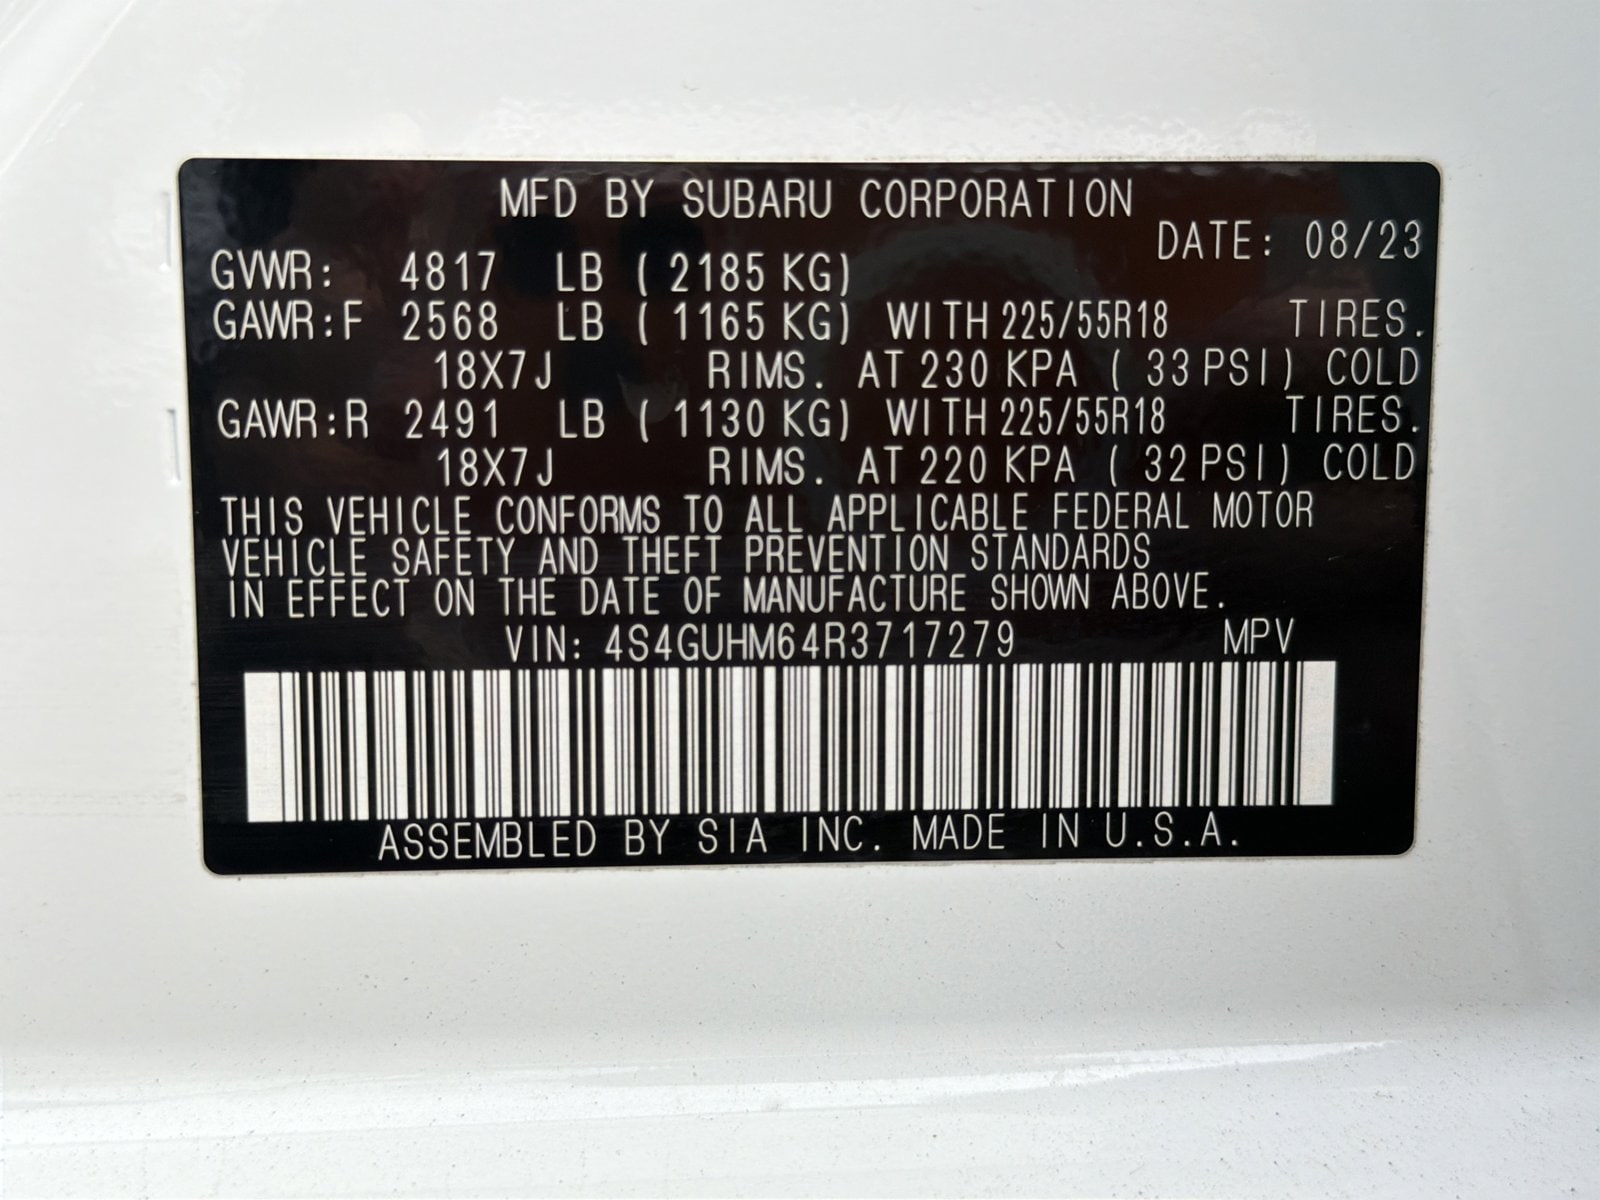 MFD BY SUBARU CORPORATION
DATE: 08/23
GVWR: 4817 LB ( 2185 KG)
GAWR:F 2568 LB ( 1165 KG) WITH 225/55R18 TIRES.
18X7J RIMS. AT 230 KPA ( 33 PSI) COLD
GAWR:R 2491 LB ( 1130 KG) WITH 225/55R18 TIRES.
18X7J RIMS. AT 220 KPA ( 32 PSI) COLD
THIS VEHICLE CONFORMS TO ALL APPLICABLE FEDERAL MOTOR
VEHICLE SAFETY AND THEFT PREVENTION STANDARDS
IN EFFECT ON THE DATE OF MANUFACTURE SHOWN ABOVE.
VIN: 4S4GUHM64R3717279 MPV
ASSEMBLED BY SIA INC. MADE IN U.S.A.